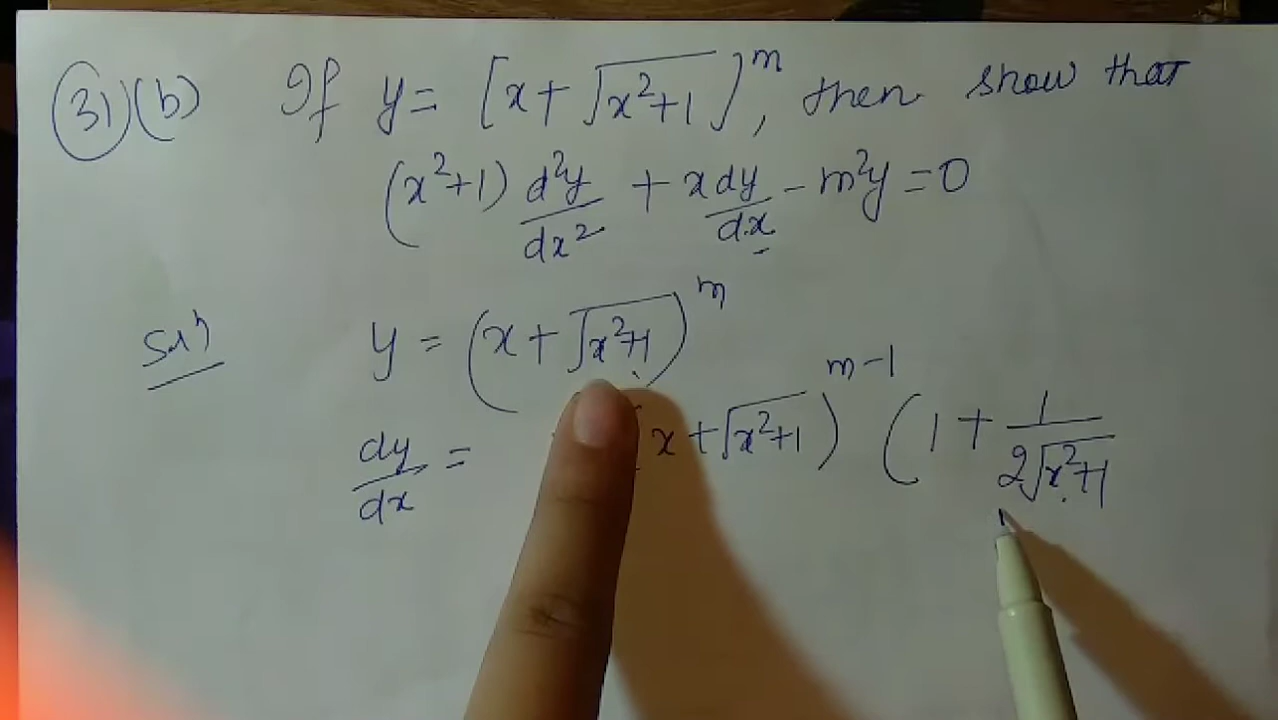 31) (b) If y = [x + √(x²+1)]^m, then show that
(x²+1) d²y/dx² + x dy/dx - m²y = 0
Solⁿ y = (x + √(x²+1))^m
dy/dx = (x + √(x²+1))^(m-1) (1 + 1/(2√(x²+1))